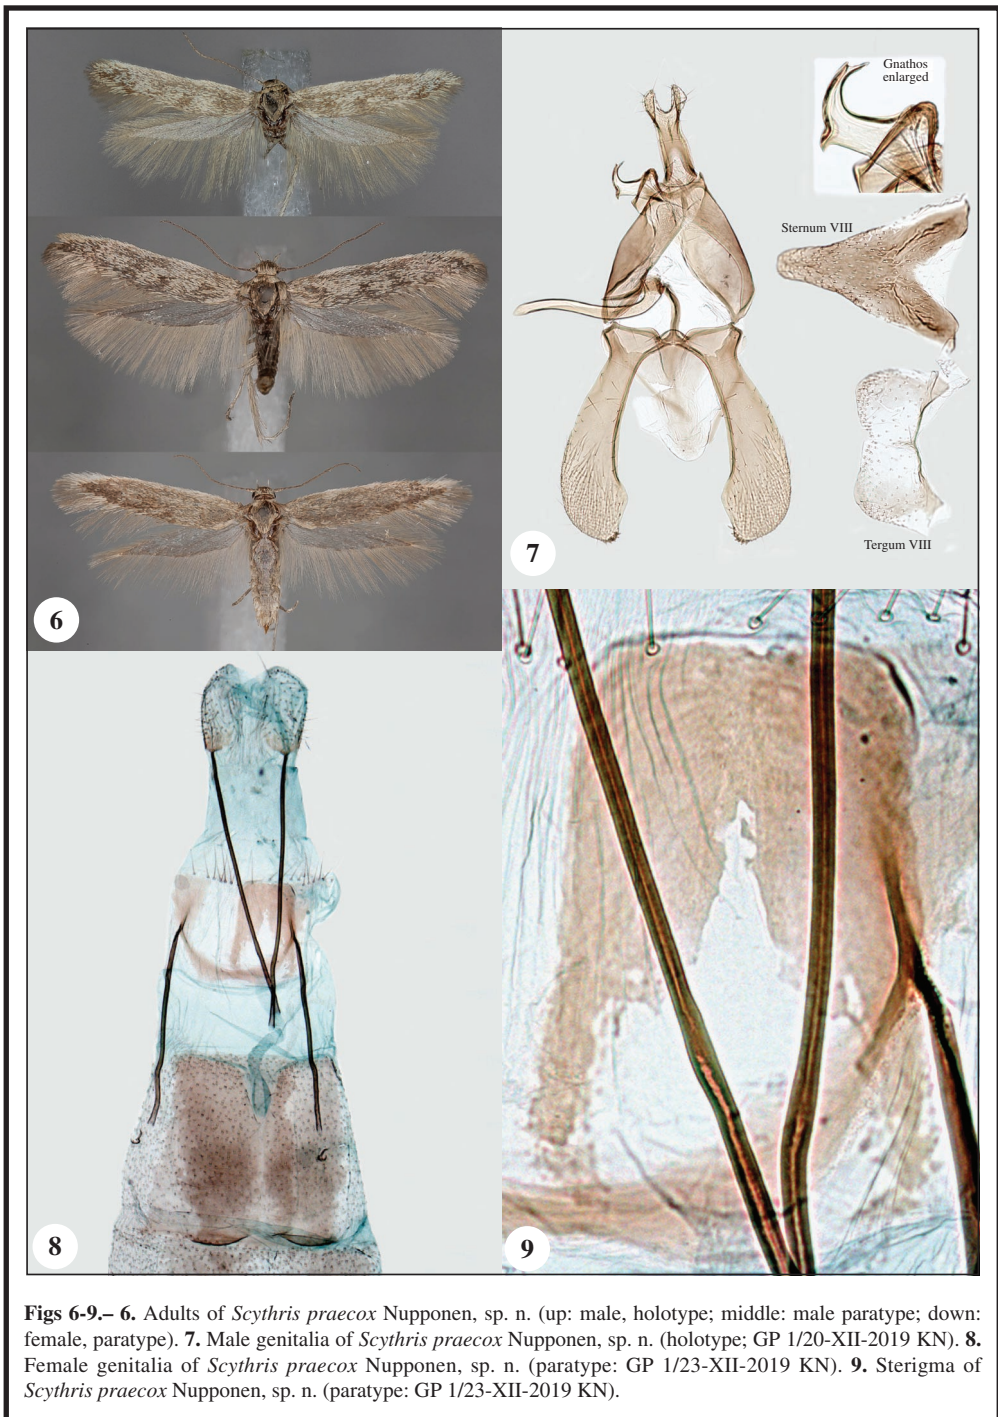 Gnathos
enlarged
Sternum VIII
Tergum VIII
7
6
8
9
Figs 6-9.– 6. Adults of Scythris praecox Nupponen, sp. n. (up: male, holotype; middle: male paratype; down:
female, paratype). 7. Male genitalia of Scythris praecox Nupponen, sp. n. (holotype; GP 1/20-XII-2019 KN). 8.
Female genitalia of Scythris praecox Nupponen, sp. n. (paratype: GP 1/23-XII-2019 KN). 9. Sterigma of
Scythris praecox Nupponen, sp. n. (paratype: GP 1/23-XII-2019 KN).